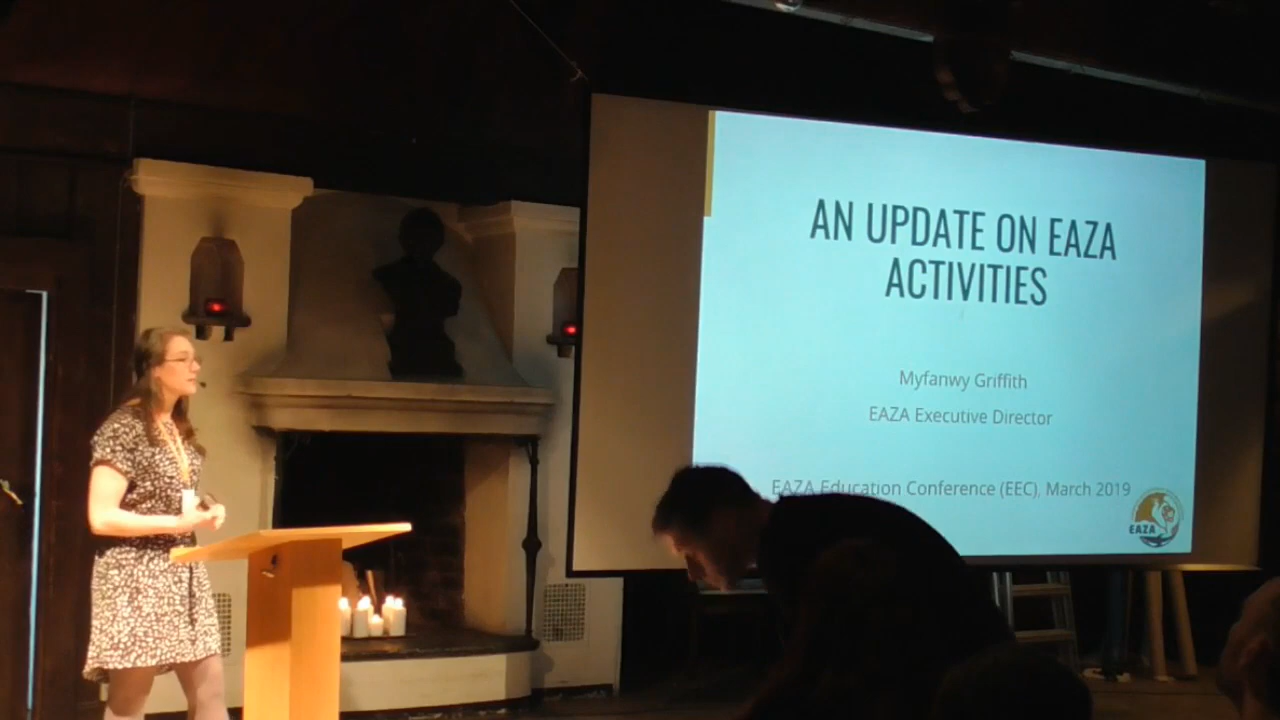 AN UPDATE ON EAZA
ACTIVITIES
Myfanwy Griffith
EAZA Executive Director
EAZA Education Conference (EEC), March 2019
EAZA